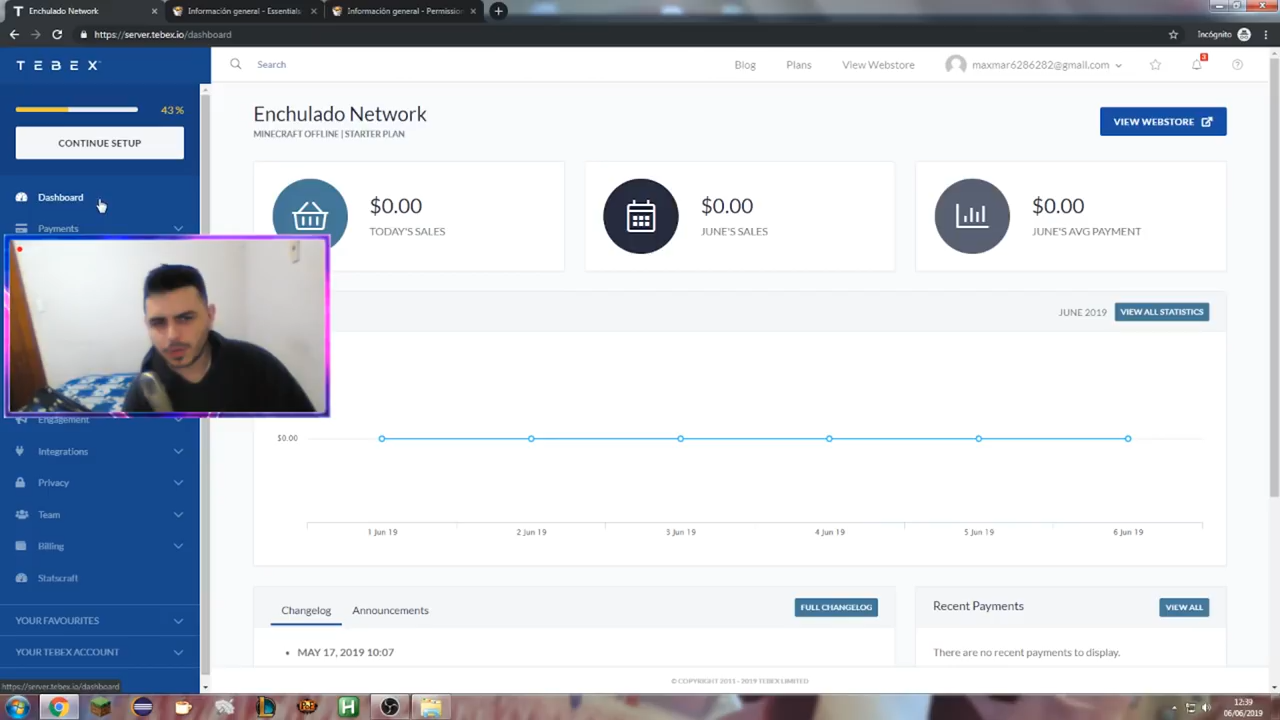 Enchulado Network
Información general - Essentials
Información general - Permission
https://server.tebex.io/dashboard
Incógnito
TEBEX
Search
Blog
Plans
View Webstore
maxmar6286282@gmail.com
3
43%
CONTINUE SETUP
Enchulado Network
MINECRAFT OFFLINE | STARTER PLAN
VIEW WEBSTORE
Dashboard
Payments
$0.00
TODAY'S SALES
$0.00
JUNE'S SALES
$0.00
JUNE'S AVG PAYMENT
JUNE 2019
VIEW ALL STATISTICS
Engagement
Integrations
Privacy
Team
Billing
Statscraft
YOUR FAVOURITES
YOUR TEBEX ACCOUNT
$0.00
1 Jun 19
2 Jun 19
3 Jun 19
4 Jun 19
5 Jun 19
6 Jun 19
Changelog
Announcements
FULL CHANGELOG
Recent Payments
VIEW ALL
MAY 17, 2019 10:07
There are no recent payments to display.
© COPYRIGHT 2011 - 2019 TEBEX LIMITED
https://server.tebex.io/dashboard
12:39
06/06/2019